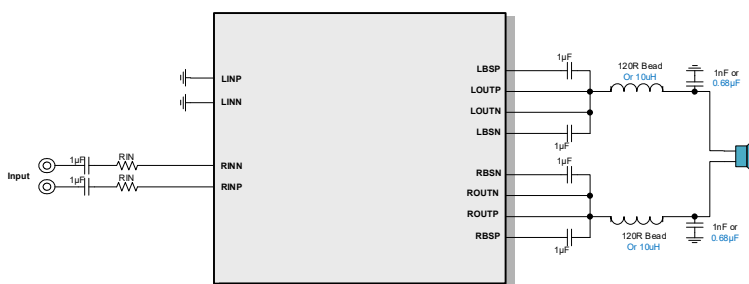 LINP
LINN
Input
1µF
RIN
1µF
RIN
RINN
RINP
LBSP
LOUTP
LOUTN
LBSN
RBSN
ROUTN
ROUTP
RBSP
1µF
1µF
1µF
1µF
120R Bead
Or 10uH
1nF or
0.68µF
120R Bead
Or 10uH
1nF or
0.68µF